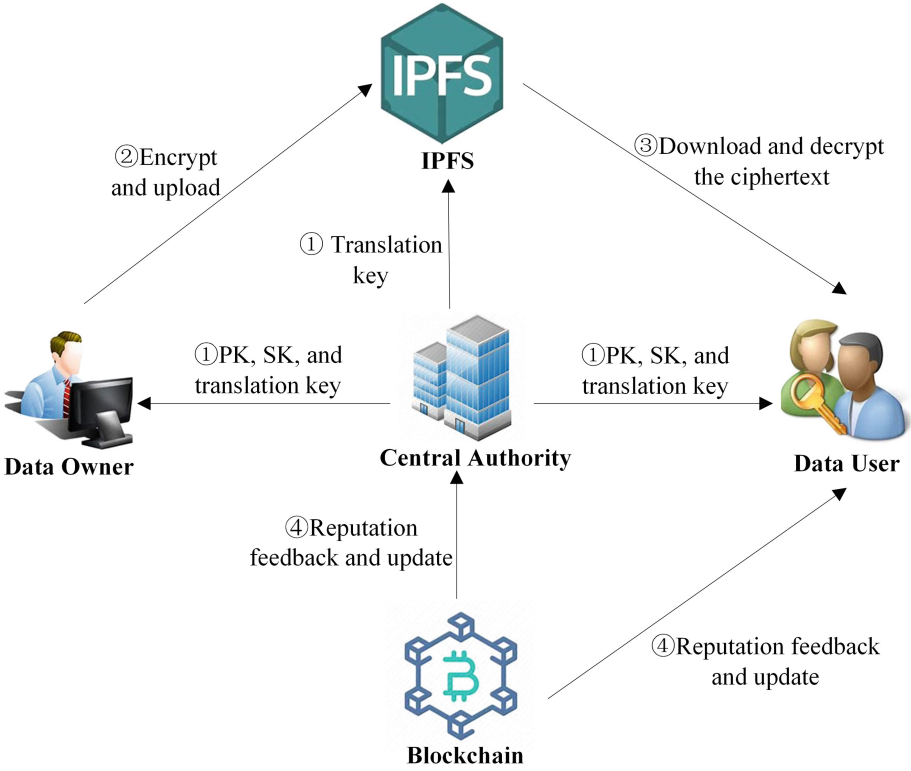 IPFS
IPFS
②Encrypt
and upload
③Download and decrypt
the ciphertext
① Translation
key
①PK, SK, and
translation key
①PK, SK, and
translation key
Data Owner
Central Authority
Data User
④Reputation
feedback and update
④Reputation feedback
and update
Blockchain